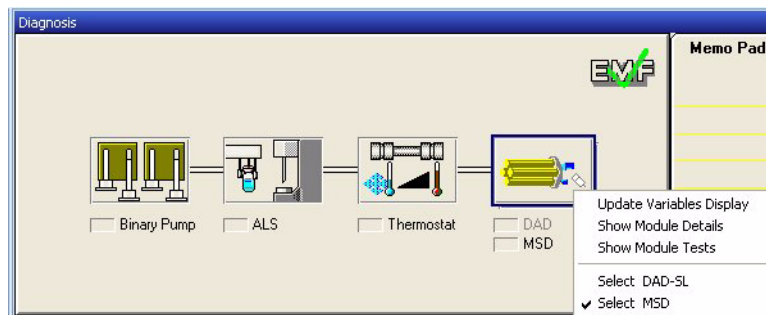 Diagnosis
Memo Pad
EMF
Binary Pump
ALS
Thermostat
DAD
MSD
Update Variables Display
Show Module Details
Show Module Tests
Select DAD-SL
Select MSD